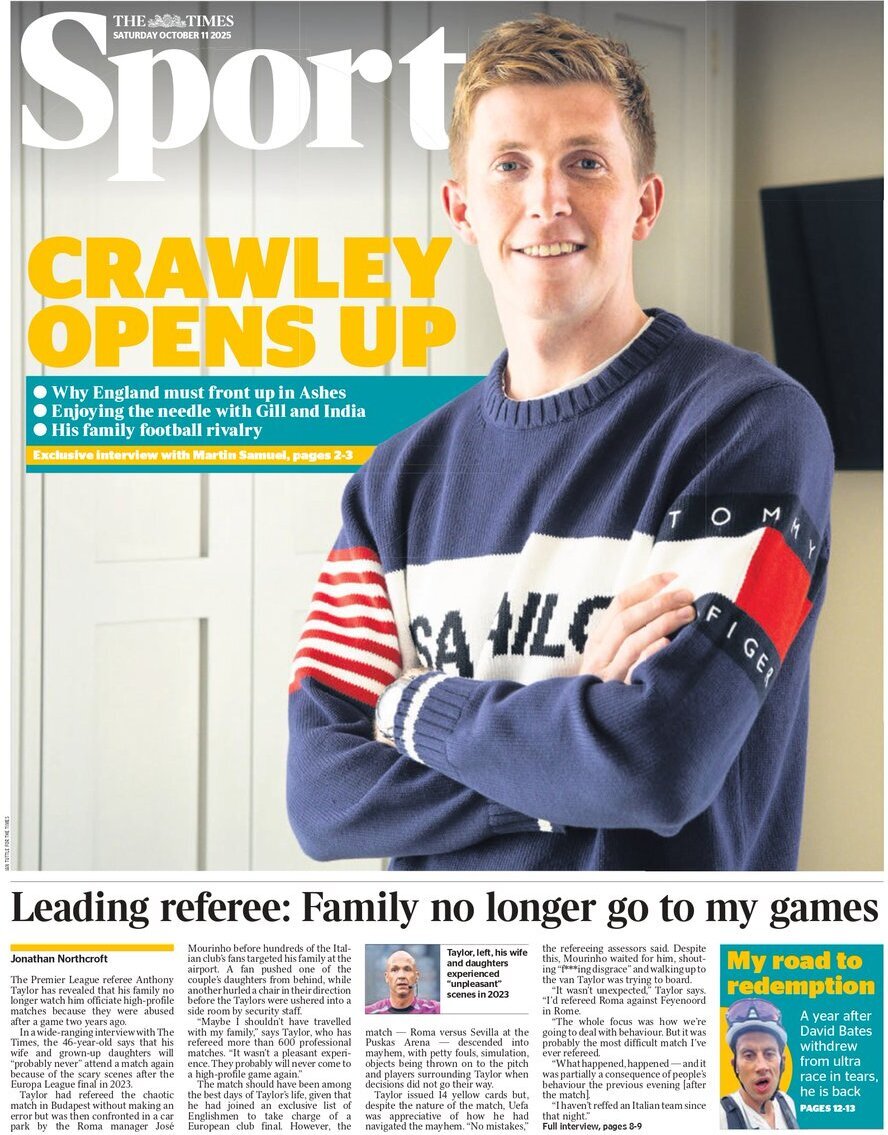 THE TIMES
SATURDAY OCTOBER 11 2025
Sport
CRAWLEY
OPENS UP
● Why England must front up in Ashes
● Enjoying the needle with Gill and India
● His family football rivalry
Exclusive interview with Martin Samuel, pages 2-3
TOMMY
FIGER
SAAILO
IAN TUTTLE FOR THE TIMES
Leading referee: Family no longer go to my games
Jonathan Northcroft
The Premier League referee Anthony
Taylor has revealed that his family no
longer watch him officiate high-profile
matches because they were abused
after a game two years ago.
In a wide-ranging interview with The
Times, the 46-year-old says that his
wife and grown-up daughters will
“probably never” attend a match again
because of the scary scenes after the
Europa League final in 2023.
Taylor had refereed the chaotic
match in Budapest without making an
error but was then confronted in a car
park by the Roma manager José
Mourinho before hundreds of the Ital-
ian club’s fans targeted his family at the
airport. A fan pushed one of the
couple’s daughters from behind, while
another hurled a chair in their direction
before the Taylors were ushered into a
side room by security staff.
“Maybe I shouldn’t have travelled
with my family,” says Taylor, who has
refereed more than 600 professional
matches. “It wasn’t a pleasant experi-
ence. They probably will never come to
a high-profile game again.”
The match should have been among
the best days of Taylor’s life, given that
he had joined an exclusive list of
Englishmen to take charge of a
European club final. However, the
Taylor, left, his wife
and daughters
experienced
“unpleasant”
scenes in 2023
match — Roma versus Sevilla at the
Puskas Arena — descended into
mayhem, with petty fouls, simulation,
objects being thrown on to the pitch
and players surrounding Taylor when
decisions did not go their way.
Taylor issued 14 yellow cards but,
despite the nature of the match, Uefa
was appreciative of how he had
navigated the mayhem. “No mistakes,”
the refereeing assessors said. Despite
this, Mourinho waited for him, shout-
ing “f***ing disgrace” and walking up to
the van Taylor was trying to board.
“It wasn’t unexpected,” Taylor says.
“I’d refereed Roma against Feyenoord
in Rome.
“The whole focus was how we’re
going to deal with behaviour. But it was
probably the most difficult match I’ve
ever refereed.
“What happened, happened — and it
was partially a consequence of people’s
behaviour the previous evening [after
the match].
“I haven’t reffed an Italian team since
that night.”
Full interview, pages 8-9
My road to
redemption
A year after
David Bates
withdrew
from ultra
race in tears,
he is back
PAGES 12-13